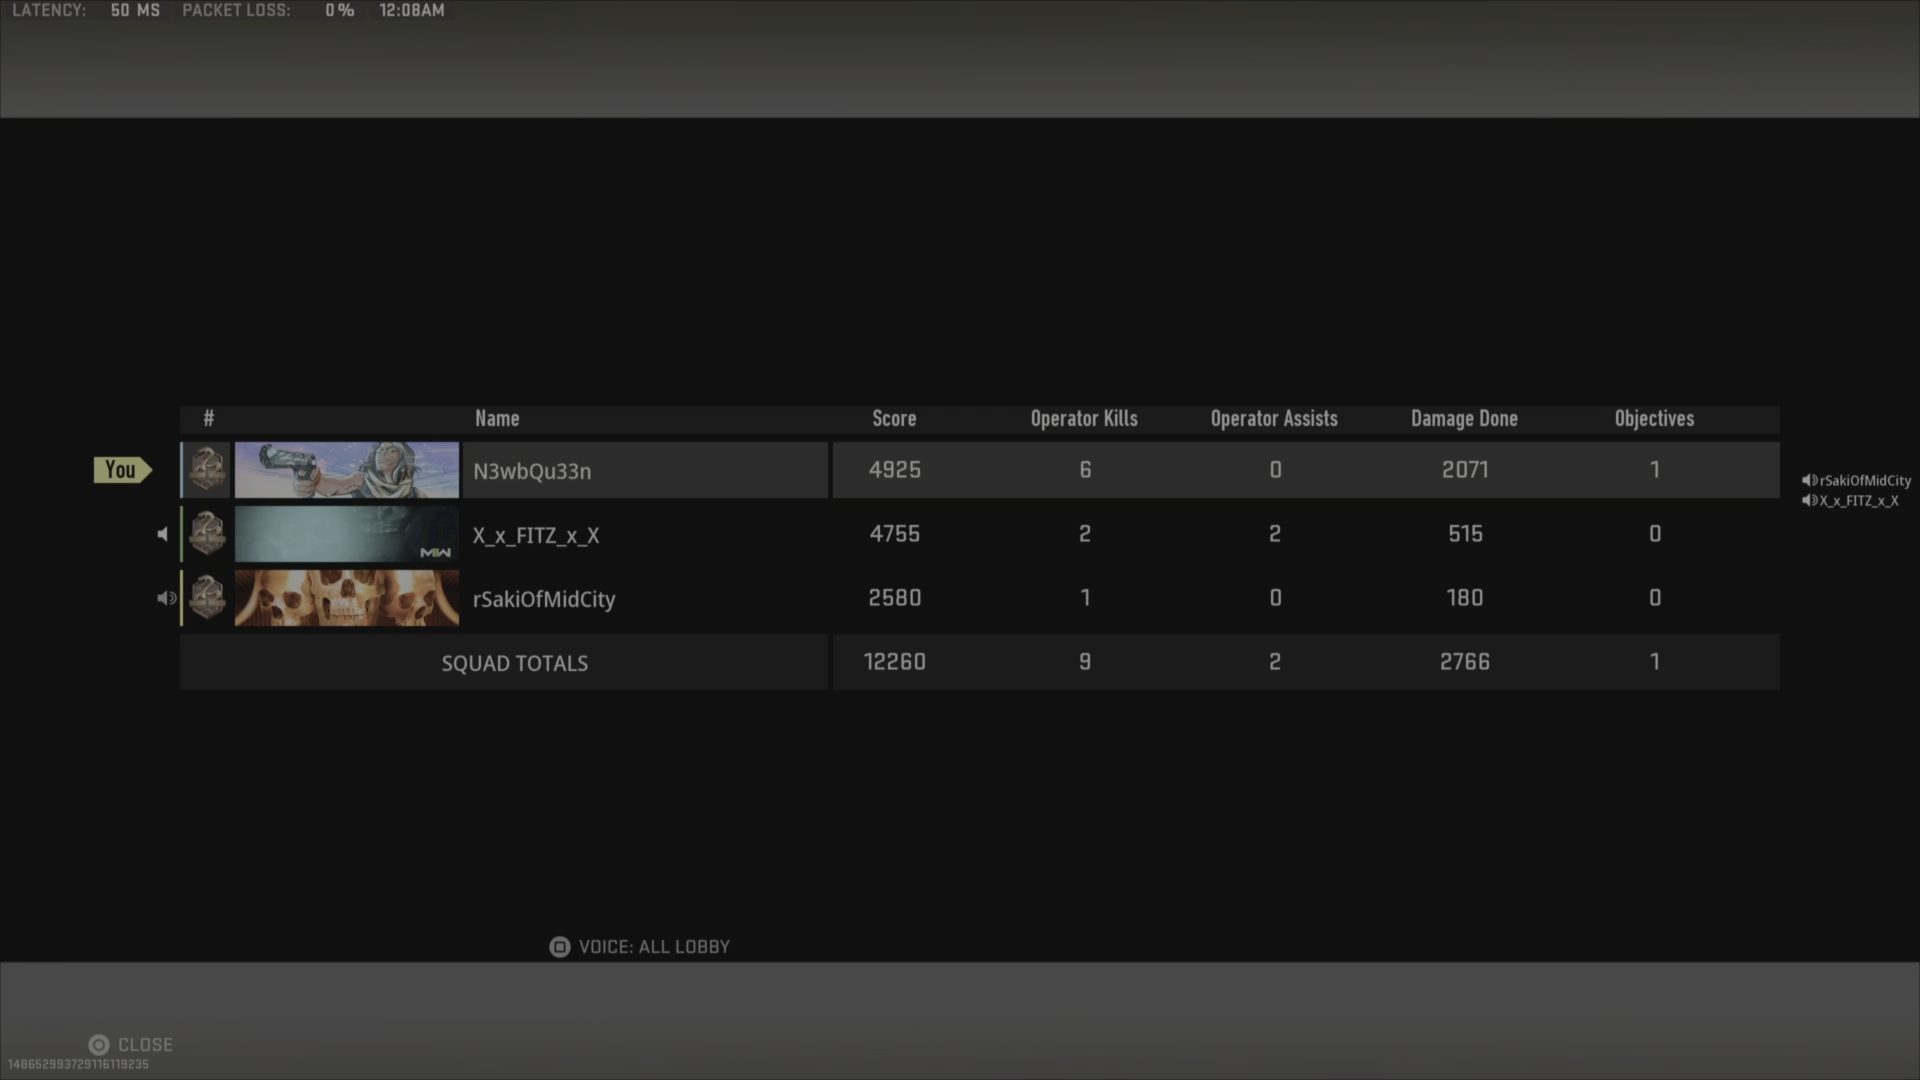 LATENCY: 50 MS PACKET LOSS: 0% 12:08AM
# Name Score Operator Kills Operator Assists Damage Done Objectives
You N3wbQu33n 4925 6 0 2071 1
rSakiOfMidCity
X_x_FITZ_x_X
MW
X_x_FITZ_x_X 4755 2 2 515 0
rSakiOfMidCity 2580 1 0 180 0
SQUAD TOTALS 12260 9 2 2766 1
VOICE: ALL LOBBY
CLOSE
148652993729116119235